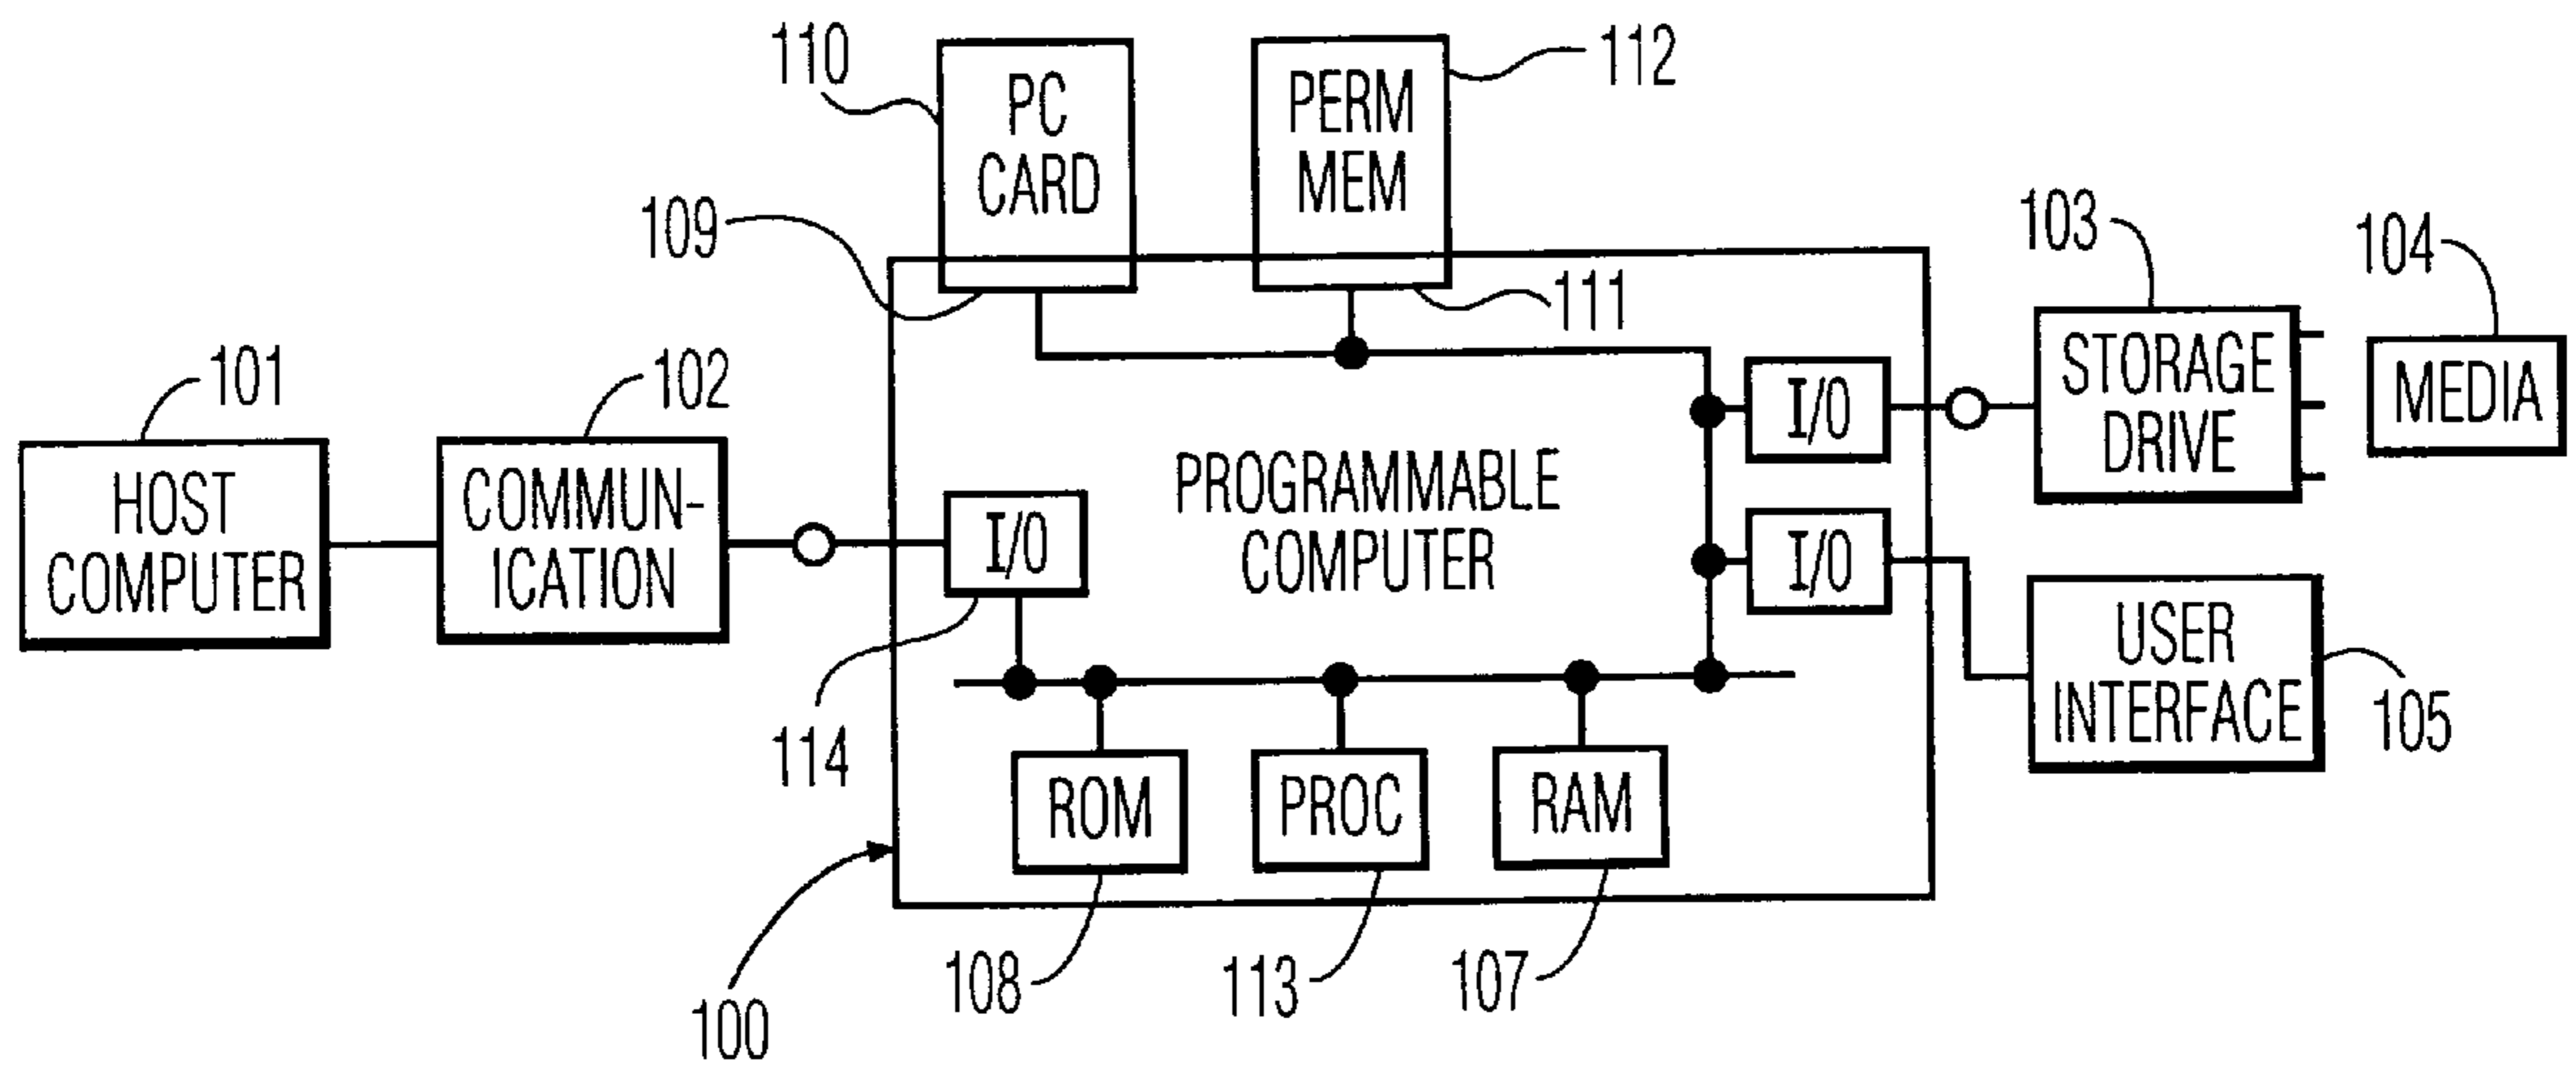 110
PC
CARD
PERM
MEM
112
109
111
103
104
101
HOST
COMPUTER
102
COMMUN-
ICATION
I/O
114
PROGRAMMABLE
COMPUTER
I/O
I/O
STORAGE
DRIVE
MEDIA
USER
INTERFACE
105
ROM
PROC
RAM
108
113
107
100